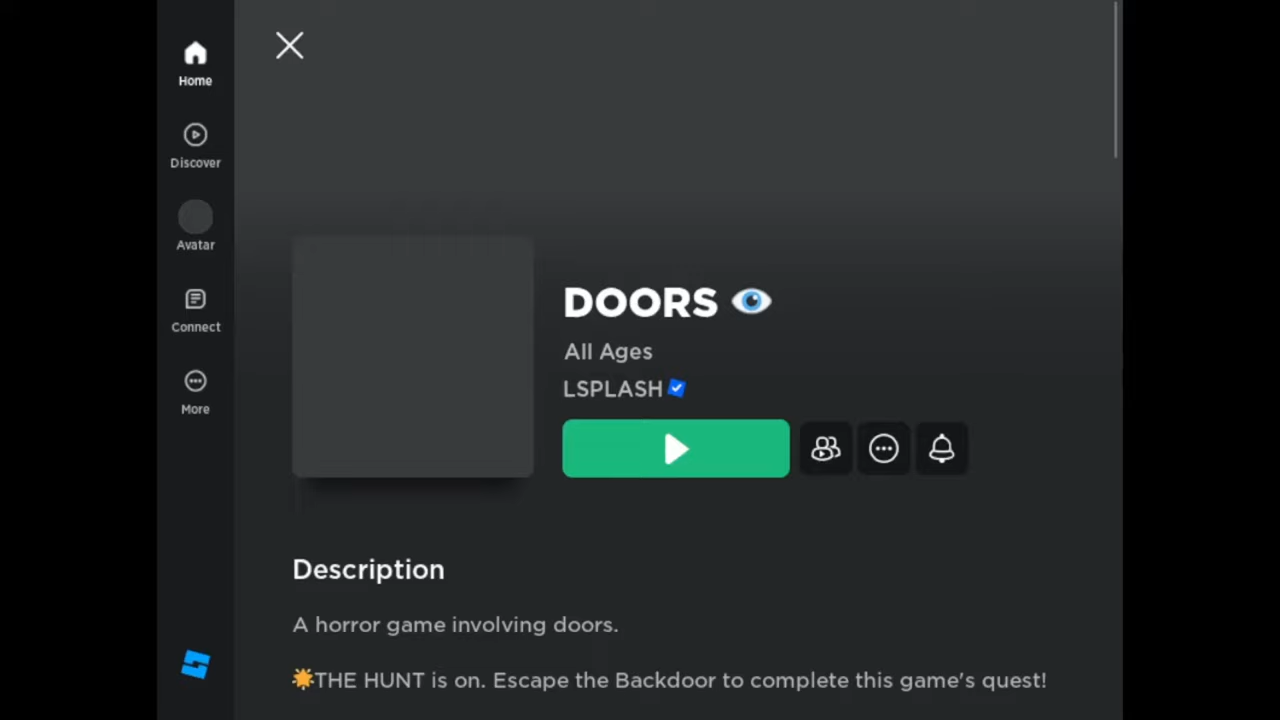 Home
Discover
Avatar
Connect
More
DOORS 👁
All Ages
LSPLASH
Description
A horror game involving doors.
🌟THE HUNT is on. Escape the Backdoor to complete this game's quest!